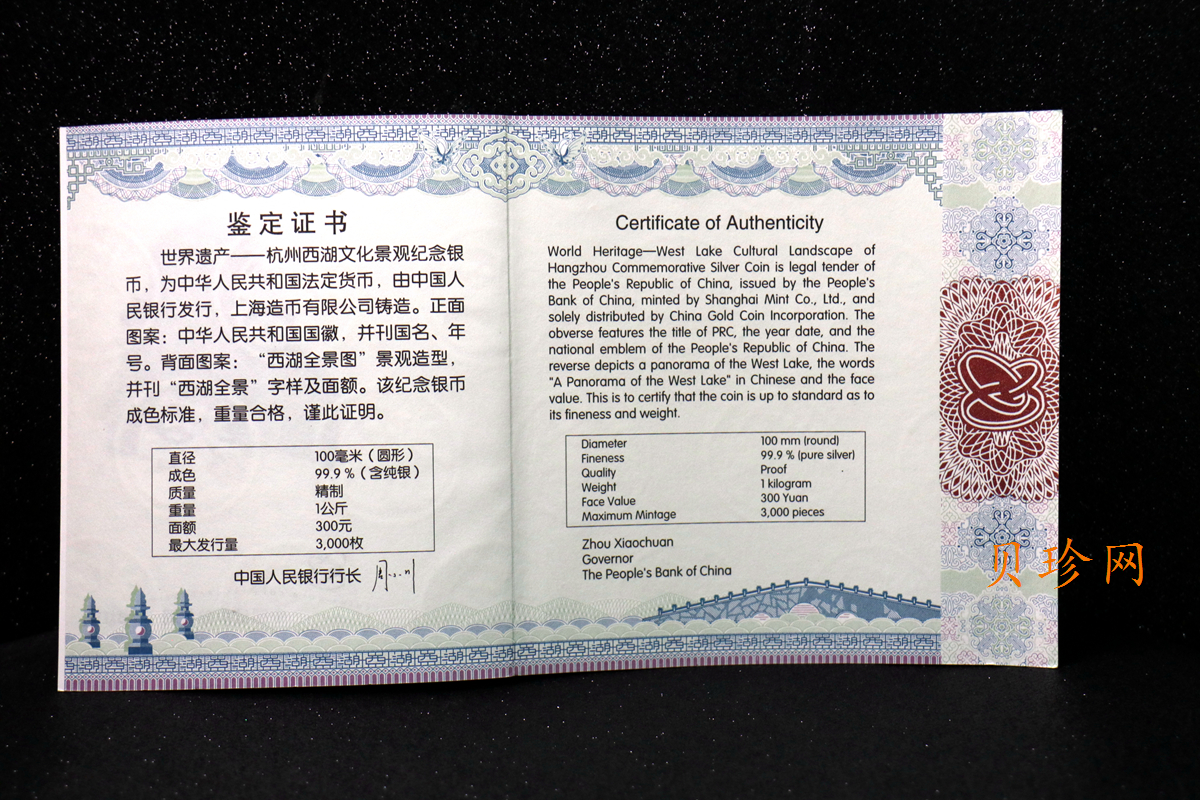 鉴定证书
世界遗产——杭州西湖文化景观纪念银
币，为中华人民共和国法定货币，由中国人
民银行发行，上海造币有限公司铸造。正面
图案：中华人民共和国国徽，并刊国名、年
号。背面图案：“西湖全景图”景观造型，
并刊“西湖全景”字样及面额。该纪念银币
成色标准，重量合格，谨此证明。
直径 100毫米（圆形）
成色 99.9％（含纯银）
质量 精制
重量 1公斤
面额 300元
最大发行量 3,000枚
中国人民银行行长
Certificate of Authenticity
World Heritage—West Lake Cultural Landscape of
Hangzhou Commemorative Silver Coin is legal tender of
the People's Republic of China, issued by the People's
Bank of China, minted by Shanghai Mint Co., Ltd., and
solely distributed by China Gold Coin Incorporation. The
obverse features the title of PRC, the year date, and the
national emblem of the People's Republic of China. The
reverse depicts a panorama of the West Lake, the words
"A Panorama of the West Lake" in Chinese and the face
value. This is to certify that the coin is up to standard as to
its fineness and weight.
Diameter 100 mm (round)
Fineness 99.9 % (pure silver)
Quality Proof
Weight 1 kilogram
Face Value 300 Yuan
Maximum Mintage 3,000 pieces
Zhou Xiaochuan
Governor
The People's Bank of China
贝珍网